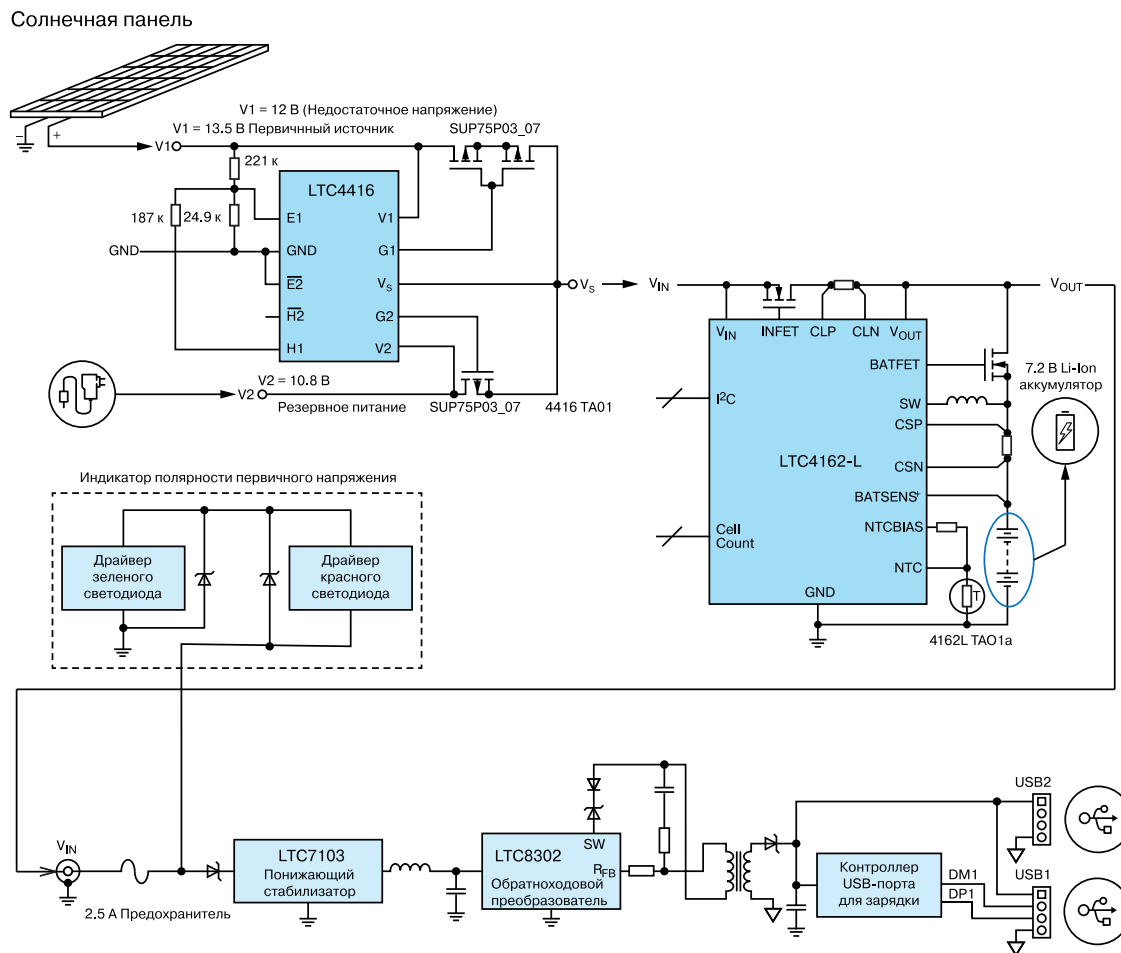 Солнечная панель
V1 = 12 В (Недостаточное напряжение)
V1 = 13.5 В Первичнный источник
SUP75P03_07
–
+
V1
221 к
187 к
24.9 к
GND
LTC4416
E1
GND
E2
H2
H1
V1
G1
VS
G2
V2
VS
V2 = 10.8 В
V2
Резервное питание
SUP75P03_07
4416 TA01
VIN
VOUT
VIN
INFET
CLP
CLN
VOUT
BATFET
I2C
SW
CSP
LTC4162-L
CSN
BATSENS+
Cell
Count
NTCBIAS
NTC
GND
T
7.2 В Li-Ion
аккумулятор
4162L TAO1a
Индикатор полярности первичного напряжения
Драйвер
зеленого
светодиода
Драйвер
красного
светодиода
VIN
2.5 А Предохранитель
LTC7103
Понижающий
стабилизатор
LTC8302
SW
RFB
Обратноходовой
преобразователь
Контроллер
USB-порта
для зарядки
DM1
DP1
USB2
USB1